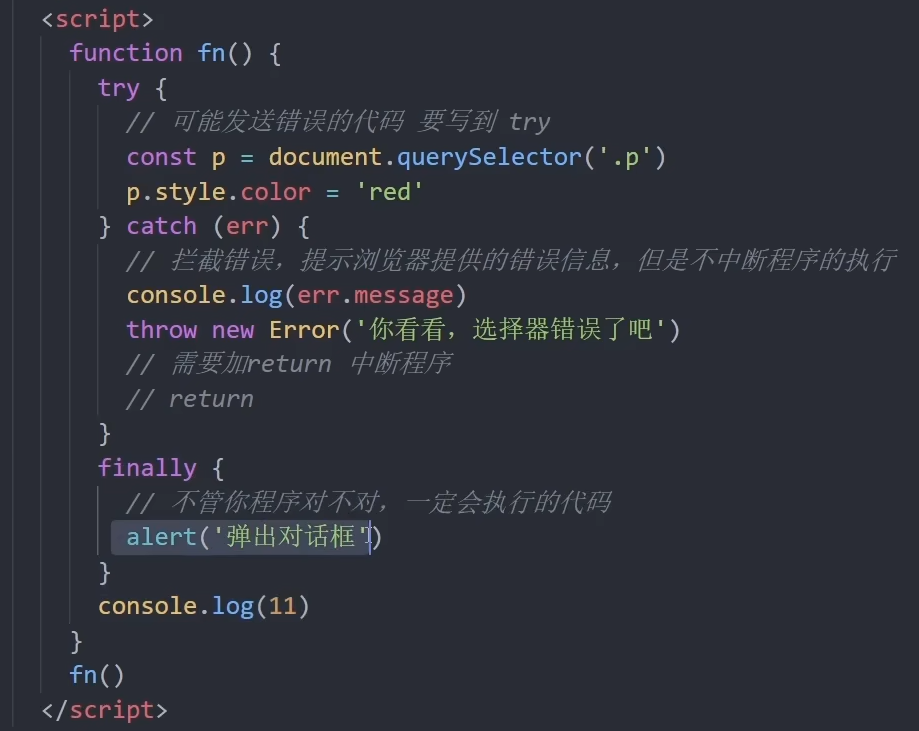 <script>
function fn() {
try {
// 可能发送错误的代码 要写到 try
const p = document.querySelector('.p')
p.style.color = 'red'
} catch (err) {
// 拦截错误，提示浏览器提供的错误信息，但是不中断程序的执行
console.log(err.message)
throw new Error('你看看，选择器错误了吧')
// 需要加return 中断程序
// return
}
finally {
// 不管你程序对不对，一定会执行的代码
alert('弹出对话框')
}
console.log(11)
}
fn()
</script>